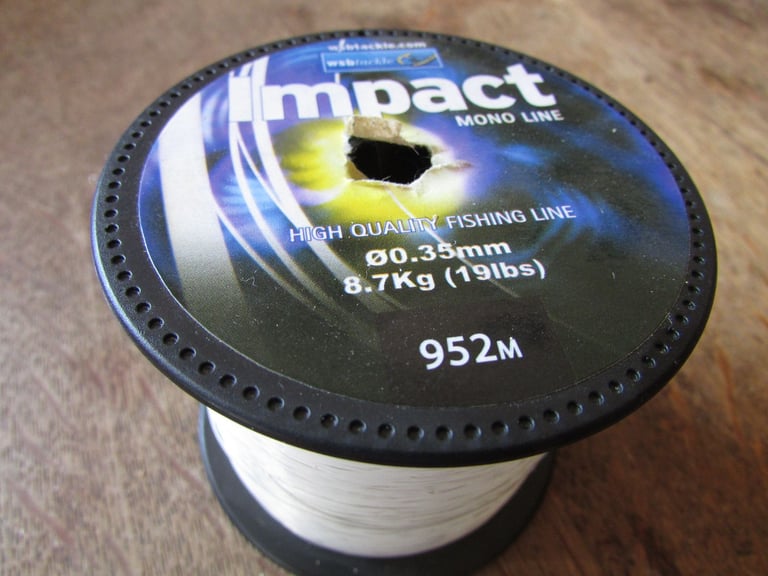 wsbtackle.com
wsbtackle
Impact
MONO LINE
HIGH QUALITY FISHING LINE
Ø0.35mm
8.7Kg (19lbs)
952M